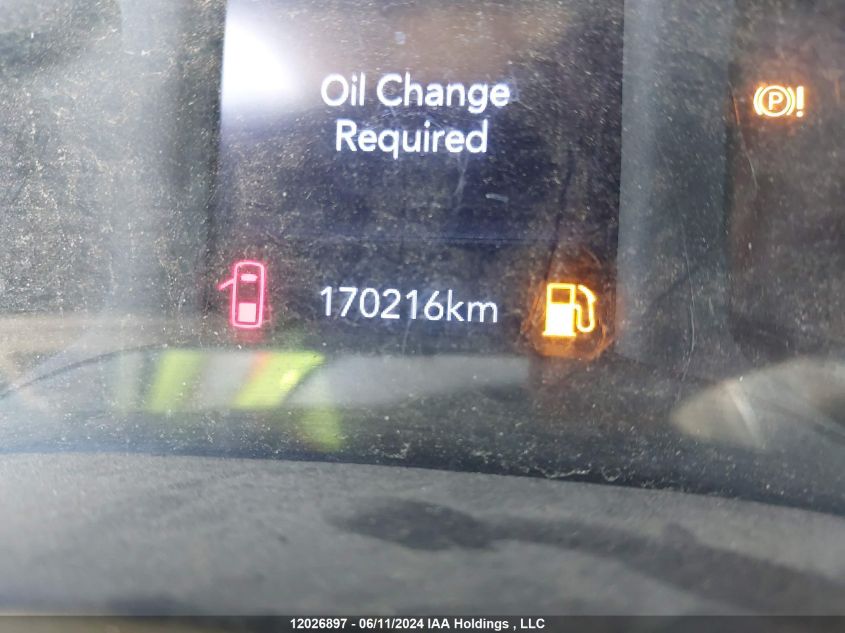 Oil Change
Required
(P)!
170216km
12026897 - 06/11/2024 IAA Holdings , LLC